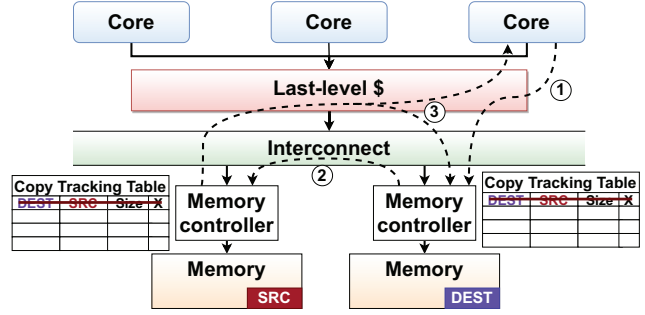 Core
Core
Core
1
Last-level $
3
Interconnect
2
Copy Tracking Table
DEST SRC Size X
Memory
controller
Memory
controller
Copy Tracking Table
DEST SRC Size X
Memory
SRC
Memory
DEST